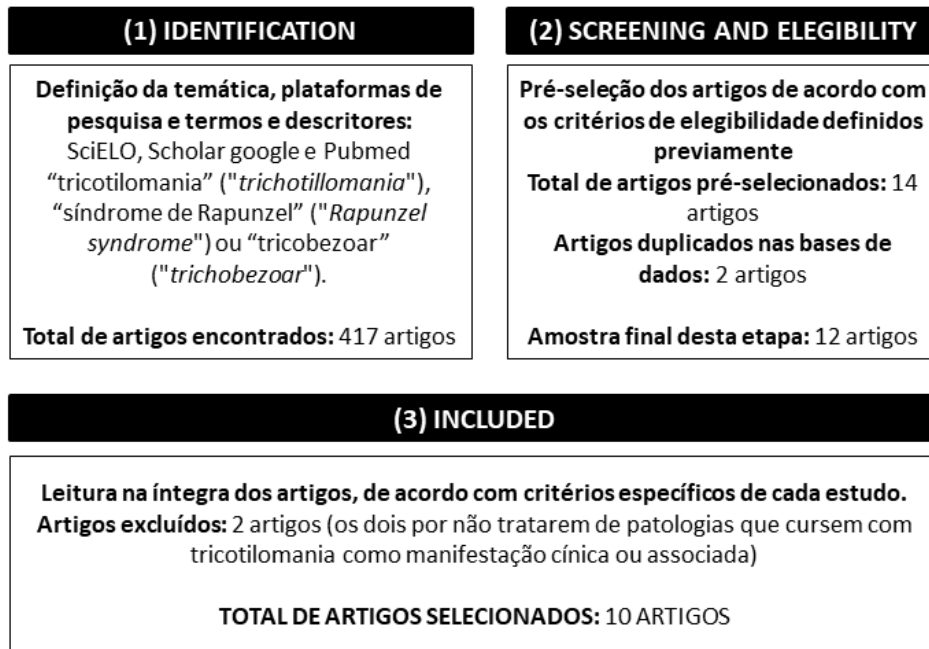 (1) IDENTIFICATION
Definição da temática, plataformas de
pesquisa e termos e descritores:
SciELO, Scholar google e Pubmed
“tricotilomania” ("trichotillomania"),
“síndrome de Rapunzel” ("Rapunzel
syndrome") ou “tricobezoar”
("trichobezoar").
Total de artigos encontrados: 417 artigos
(2) SCREENING AND ELEGIBILITY
Pré-seleção dos artigos de acordo com
os critérios de elegibilidade definidos
previamente
Total de artigos pré-selecionados: 14
artigos
Artigos duplicados nas bases de
dados: 2 artigos
Amostra final desta etapa: 12 artigos
(3) INCLUDED
Leitura na íntegra dos artigos, de acordo com critérios específicos de cada estudo.
Artigos excluídos: 2 artigos (os dois por não tratarem de patologias que cursem com
tricotilomania como manifestação cínica ou associada)
TOTAL DE ARTIGOS SELECIONADOS: 10 ARTIGOS